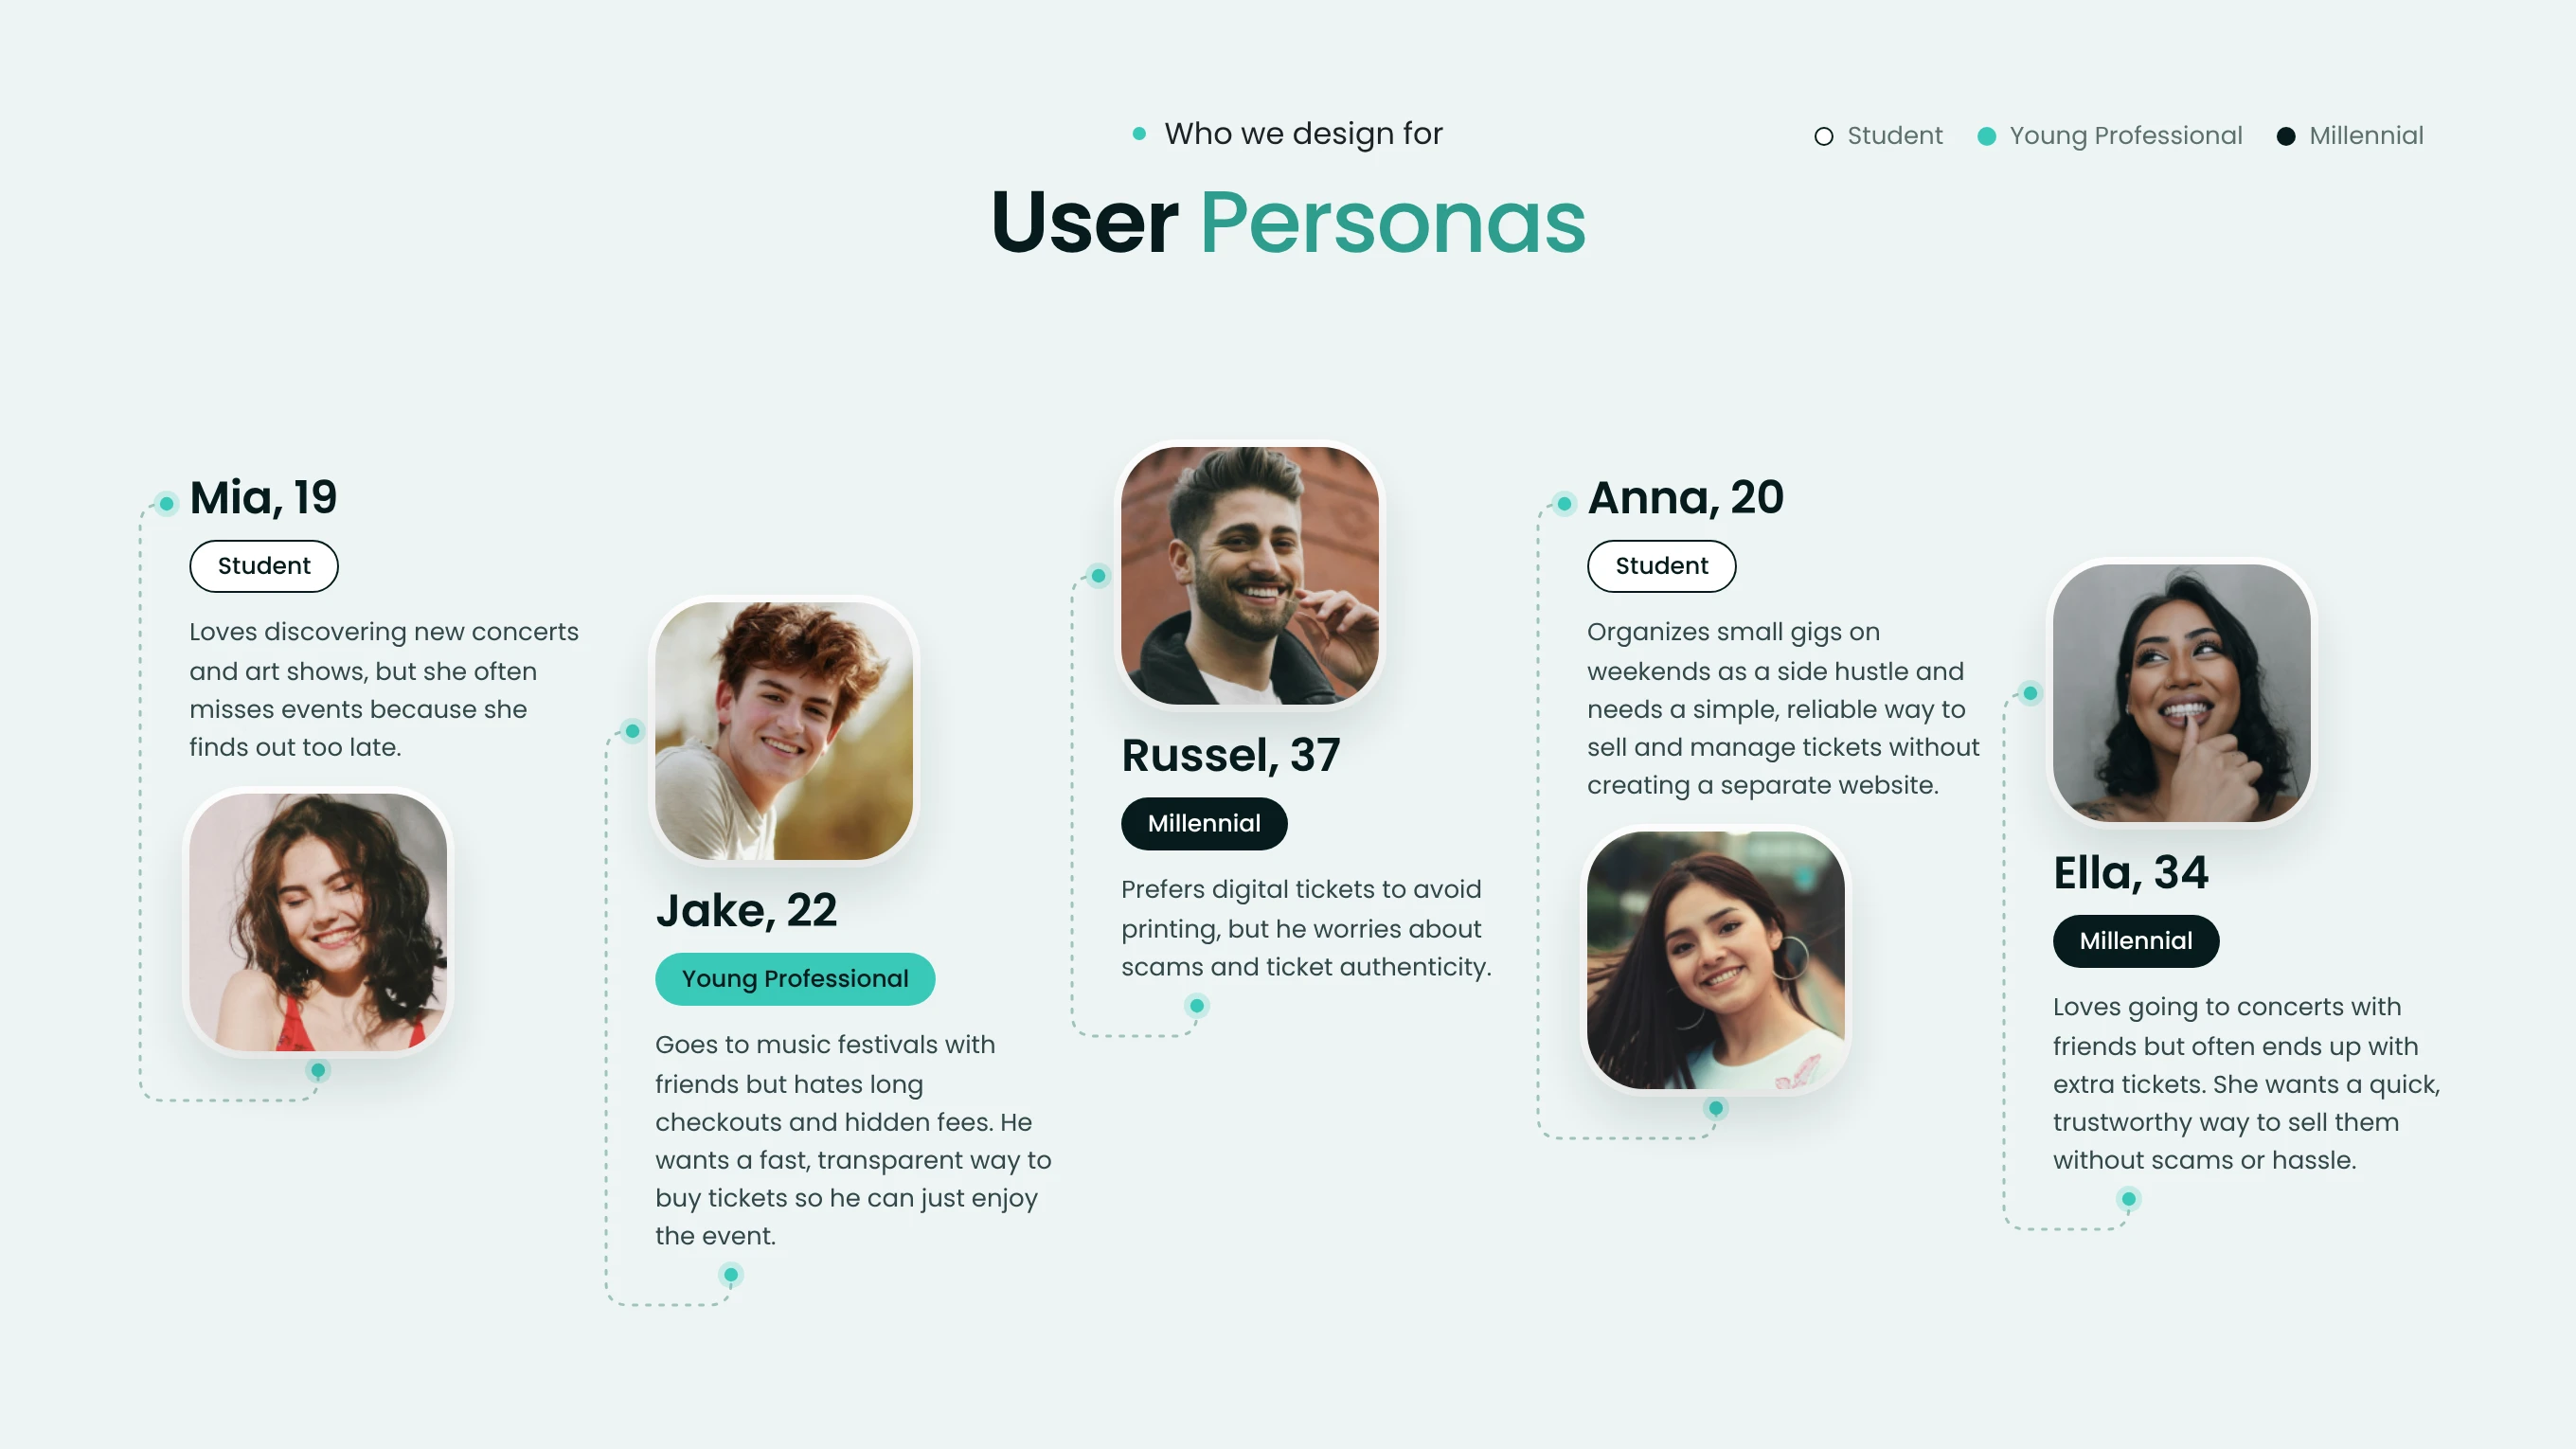 Who we design for
Student
Young Professional
Millennial
User Personas
Mia, 19
Student
Loves discovering new concerts
and art shows, but she often
misses events because she
finds out too late.
Jake, 22
Young Professional
Goes to music festivals with
friends but hates long
checkouts and hidden fees. He
wants a fast, transparent way to
buy tickets so he can just enjoy
the event.
Russel, 37
Millennial
Prefers digital tickets to avoid
printing, but he worries about
scams and ticket authenticity.
Anna, 20
Student
Organizes small gigs on
weekends as a side hustle and
needs a simple, reliable way to
sell and manage tickets without
creating a separate website.
Ella, 34
Millennial
Loves going to concerts with
friends but often ends up with
extra tickets. She wants a quick,
trustworthy way to sell them
without scams or hassle.